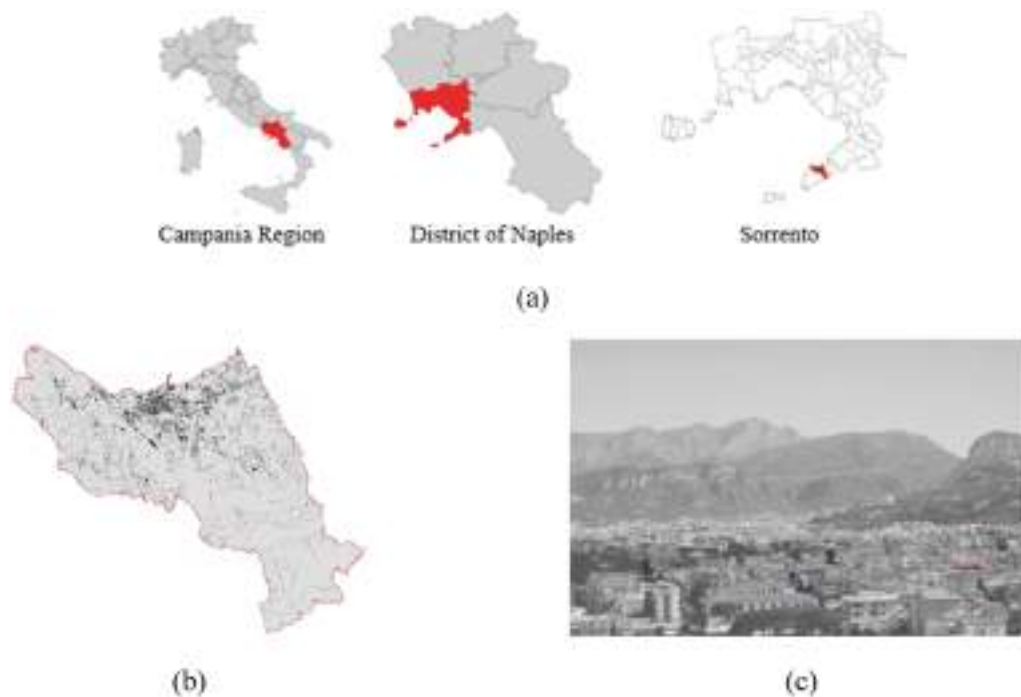 Campania Region
District of Naples
Sorrento
(a)
(b)
(c)